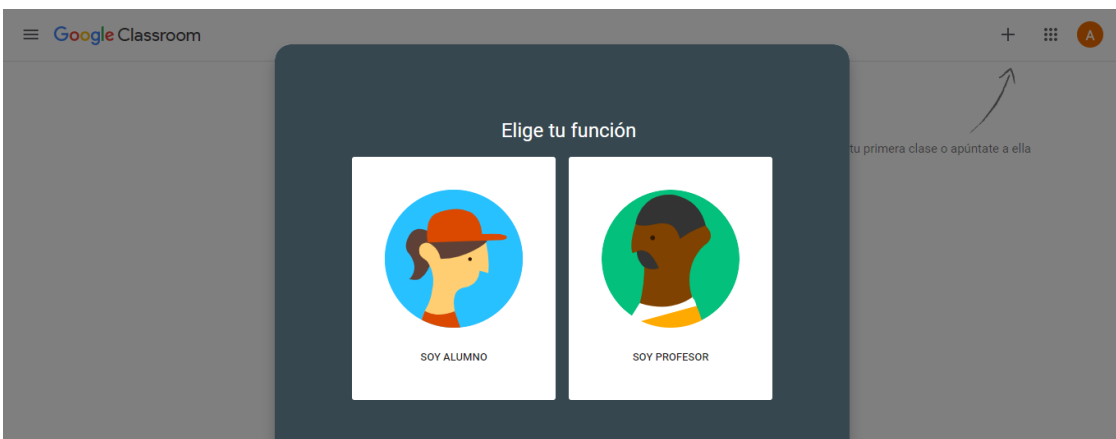 Google Classroom
A
Elige tu función
tu primera clase o apúntate a ella
SOY ALUMNO
SOY PROFESOR